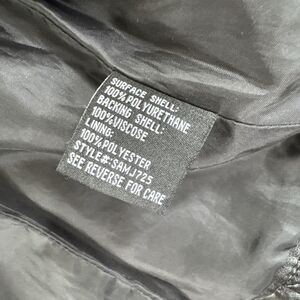 SURFACE SHELL:
100%POLYURETHANE
BACKING SHELL:
100%VISCOSE
LINING:
100%POLYESTER
STYLE#:SAMJ725
SEE REVERSE FOR CARE